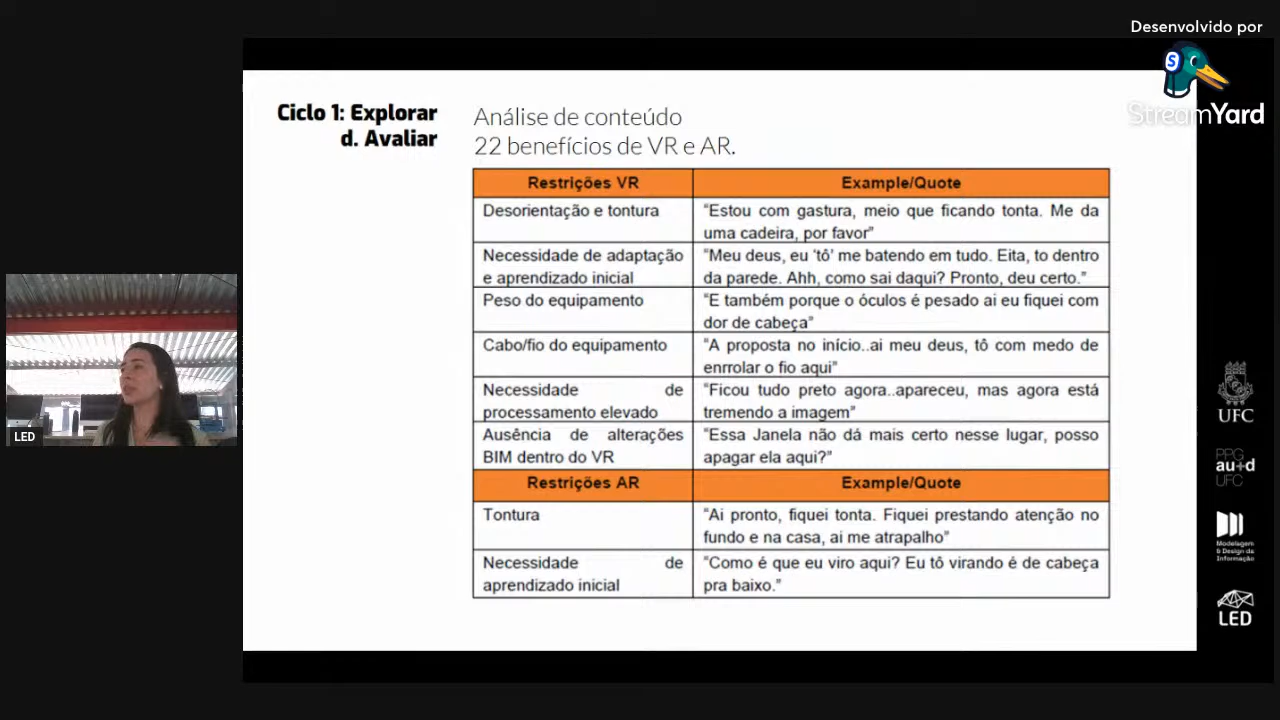 Desenvolvido por
StreamYard
Ciclo 1: Explorar
d. Avaliar
Análise de conteúdo
22 benefícios de VR e AR.
Restrições VR
Example/Quote
Desorientação e tontura
“Estou com gastura, meio que ficando tonta. Me da
uma cadeira, por favor”
Necessidade de adaptação
e aprendizado inicial
“Meu deus, eu ‘tô’ me batendo em tudo. Eita, to dentro
da parede. Ahh, como sai daqui? Pronto, deu certo.”
Peso do equipamento
“E também porque o óculos é pesado ai eu fiquei com
dor de cabeça”
Cabo/fio do equipamento
“A proposta no início..ai meu deus, tô com medo de
enrrolar o fio aqui”
Necessidade de
processamento elevado
“Ficou tudo preto agora..apareceu, mas agora está
tremendo a imagem”
Ausência de alterações
BIM dentro do VR
“Essa Janela não dá mais certo nesse lugar, posso
apagar ela aqui?”
Restrições AR
Example/Quote
Tontura
“Ai pronto, fiquei tonta. Fiquei prestando atenção no
fundo e na casa, ai me atrapalho”
Necessidade de
aprendizado inicial
“Como é que eu viro aqui? Eu tô virando é de cabeça
pra baixo.”
LED
UFC
PPG
au+d
UFC
Modelagem
& Design da
Informação
LED